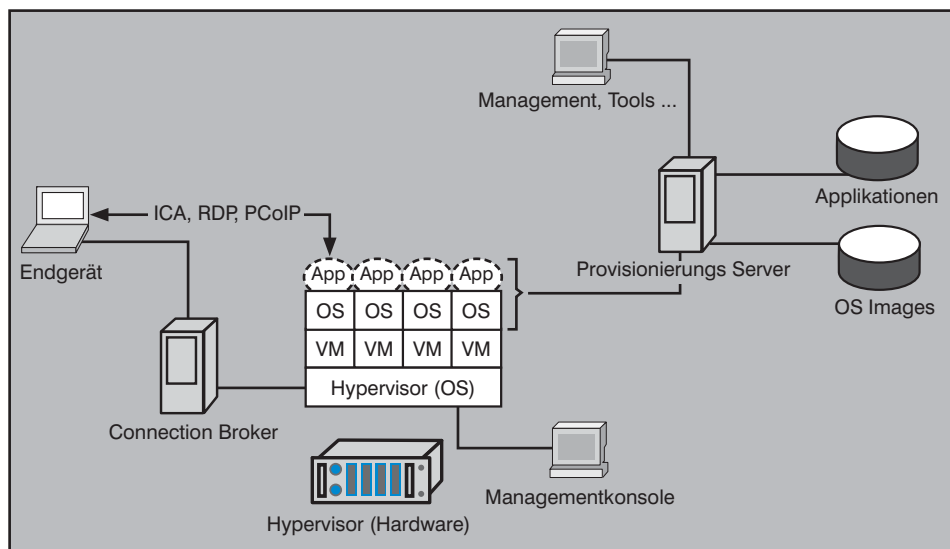 Management, Tools ...
Applikationen
ICA, RDP, PCoIP
Endgerät
Provisionierungs Server
OS Images
App App App App
OS OS OS OS
VM VM VM VM
Hypervisor (OS)
Connection Broker
Managementkonsole
Hypervisor (Hardware)